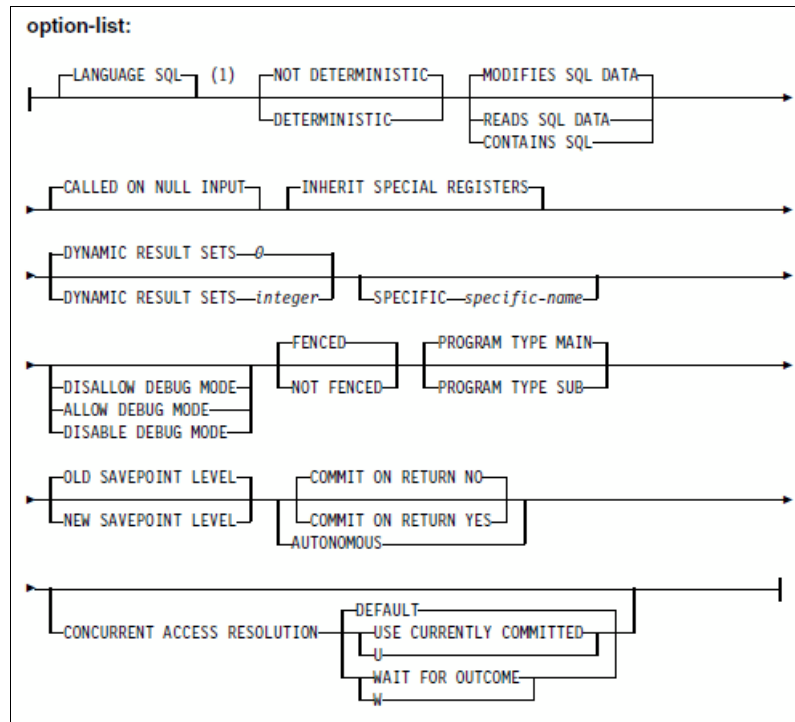 option-list:
LANGUAGE SQL (1) NOT DETERMINISTIC MODIFIES SQL DATA
DETERMINISTIC READS SQL DATA
CONTAINS SQL
CALLED ON NULL INPUT INHERIT SPECIAL REGISTERS
DYNAMIC RESULT SETS 0
DYNAMIC RESULT SETS integer SPECIFIC specific-name
FENCED PROGRAM TYPE MAIN
DISALLOW DEBUG MODE NOT FENCED PROGRAM TYPE SUB
ALLOW DEBUG MODE
DISABLE DEBUG MODE
OLD SAVEPOINT LEVEL COMMIT ON RETURN NO
NEW SAVEPOINT LEVEL COMMIT ON RETURN YES
AUTONOMOUS
DEFAULT
CONCURRENT ACCESS RESOLUTION USE CURRENTLY COMMITTED
U
WAIT FOR OUTCOME
W